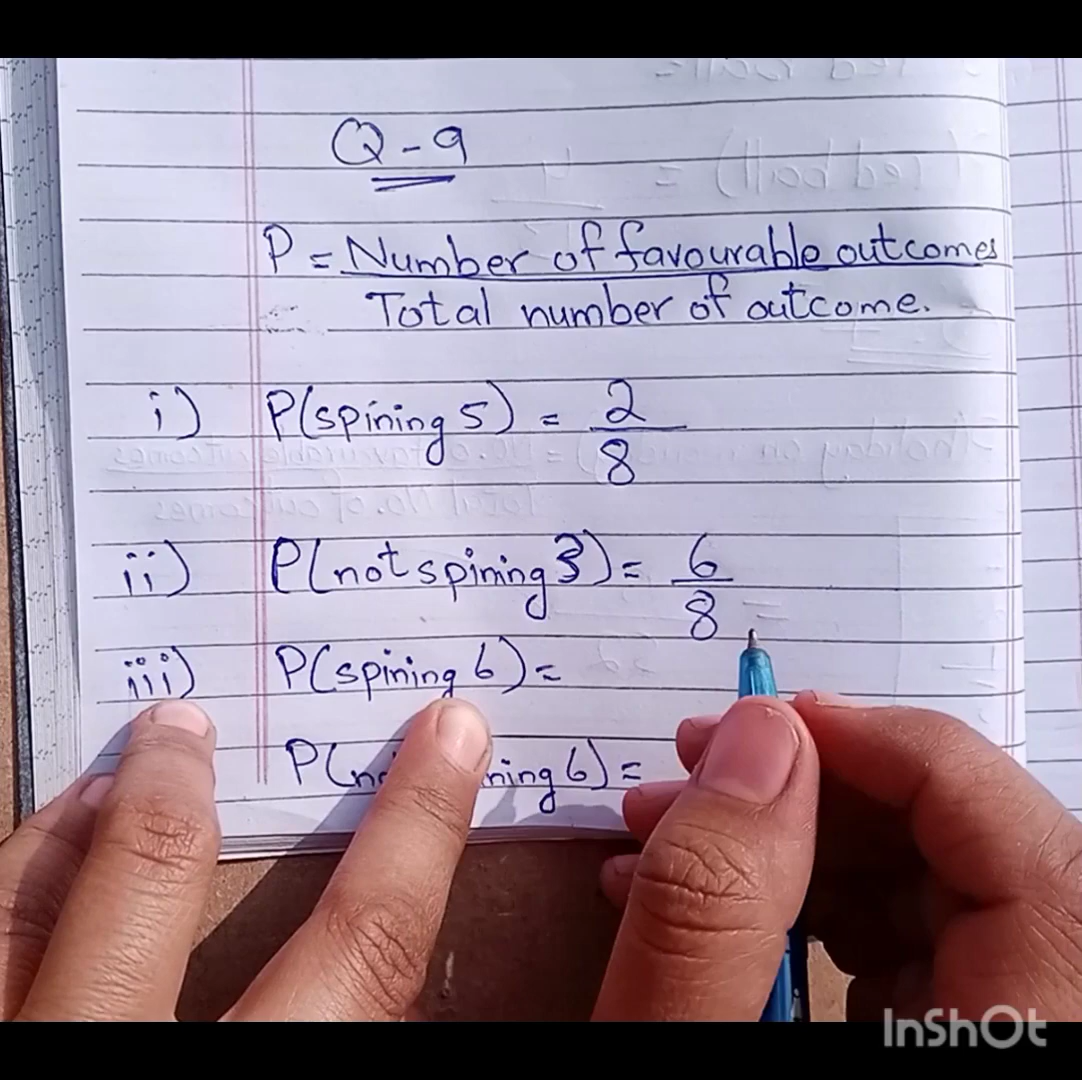 Q-9
P = Number of favourable outcomes
Total number of outcome.
i) P(spining 5) = 2
8
ii) P(not spining 3) = 6
8
iii) P(spining 6) =
P( ning 6) =
InShOt